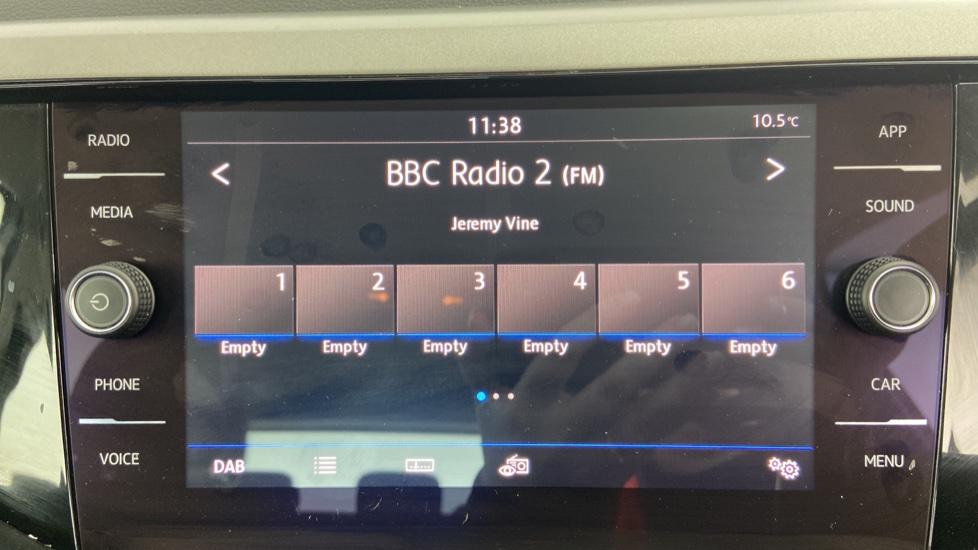 RADIO
MEDIA
PHONE
VOICE
11:38
10.5°C
< BBC Radio 2 (FM) >
Jeremy Vine
1 2 3 4 5 6
Empty Empty Empty Empty Empty Empty
DAB
APP
SOUND
CAR
MENU